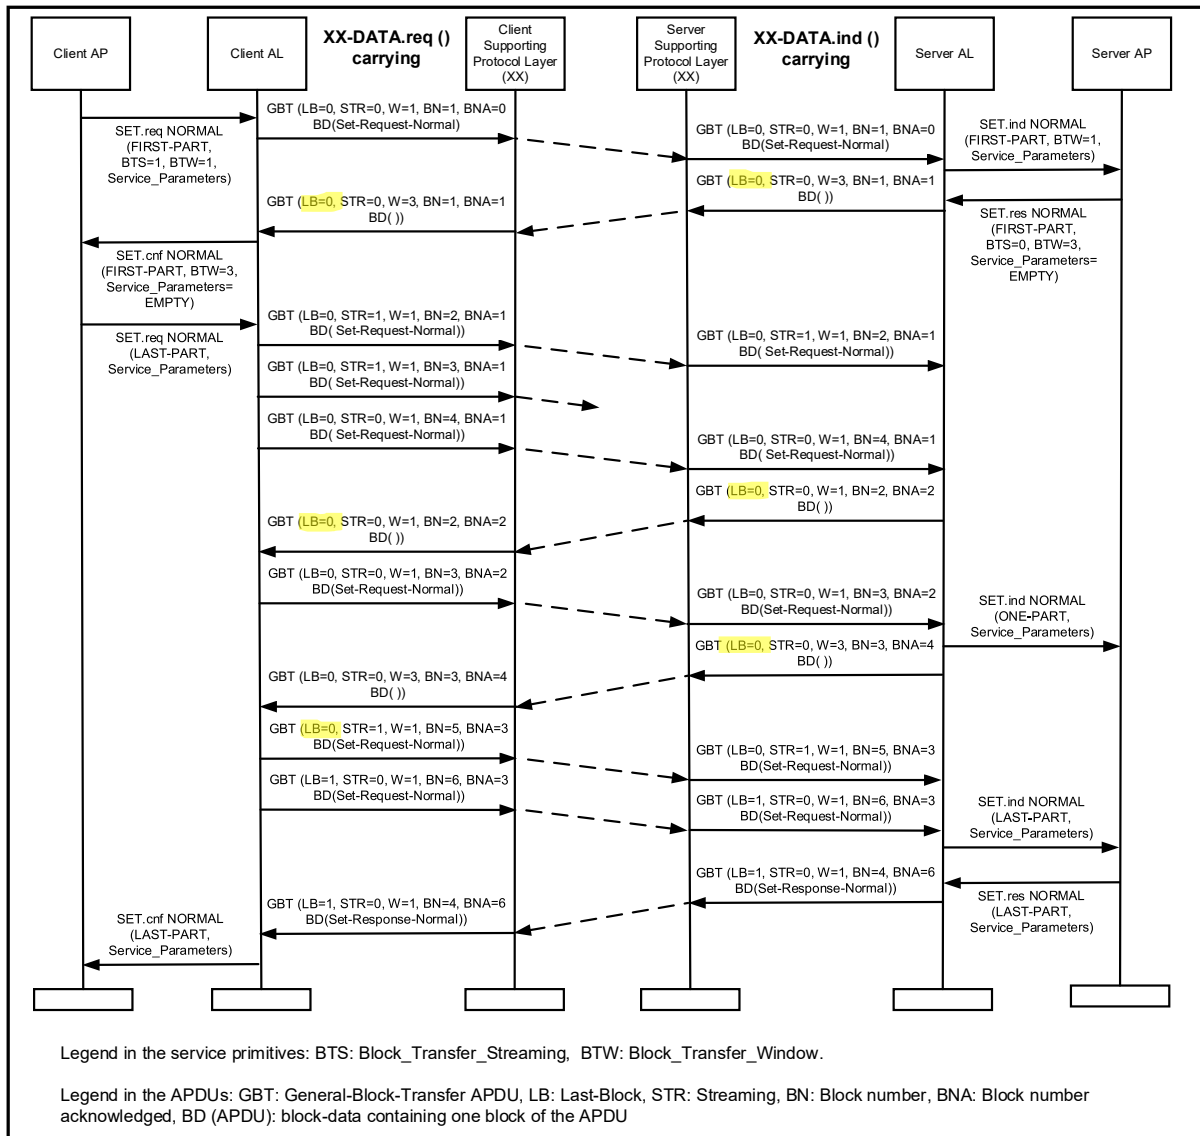 Client AP
Client AL
XX-DATA.req ()
carrying
Client
Supporting
Protocol Layer
(XX)
Server
Supporting
Protocol Layer
(XX)
XX-DATA.ind ()
carrying
Server AL
Server AP
SET.req NORMAL
(FIRST-PART,
BTS=1, BTW=1,
Service_Parameters)
GBT (LB=0, STR=0, W=1, BN=1, BNA=0
BD(Set-Request-Normal)
GBT (LB=0, STR=0, W=1, BN=1, BNA=0
BD(Set-Request-Normal)
SET.ind NORMAL
(FIRST-PART, BTW=1,
Service_Parameters)
GBT (LB=0, STR=0, W=3, BN=1, BNA=1
BD( ))
GBT (LB=0, STR=0, W=3, BN=1, BNA=1
BD( ))
SET.res NORMAL
(FIRST-PART,
BTS=0, BTW=3,
Service_Parameters=
EMPTY)
SET.cnf NORMAL
(FIRST-PART, BTW=3,
Service_Parameters=
EMPTY)
SET.req NORMAL
(LAST-PART,
Service_Parameters)
GBT (LB=0, STR=1, W=1, BN=2, BNA=1
BD( Set-Request-Normal))
GBT (LB=0, STR=1, W=1, BN=2, BNA=1
BD( Set-Request-Normal))
GBT (LB=0, STR=1, W=1, BN=3, BNA=1
BD( Set-Request-Normal))
GBT (LB=0, STR=0, W=1, BN=4, BNA=1
BD( Set-Request-Normal))
GBT (LB=0, STR=0, W=1, BN=4, BNA=1
BD( Set-Request-Normal))
GBT (LB=0, STR=0, W=1, BN=2, BNA=2
BD( ))
GBT (LB=0, STR=0, W=1, BN=2, BNA=2
BD( ))
GBT (LB=0, STR=0, W=1, BN=3, BNA=2
BD(Set-Request-Normal))
GBT (LB=0, STR=0, W=1, BN=3, BNA=2
BD(Set-Request-Normal))
SET.ind NORMAL
(ONE-PART,
Service_Parameters)
GBT (LB=0, STR=0, W=3, BN=3, BNA=4
BD( ))
GBT (LB=0, STR=0, W=3, BN=3, BNA=4
BD( ))
GBT (LB=0, STR=1, W=1, BN=5, BNA=3
BD(Set-Request-Normal))
GBT (LB=0, STR=1, W=1, BN=5, BNA=3
BD(Set-Request-Normal))
GBT (LB=1, STR=0, W=1, BN=6, BNA=3
BD(Set-Request-Normal))
GBT (LB=1, STR=0, W=1, BN=6, BNA=3
BD(Set-Request-Normal))
SET.ind NORMAL
(LAST-PART,
Service_Parameters)
GBT (LB=1, STR=0, W=1, BN=4, BNA=6
BD(Set-Response-Normal))
GBT (LB=1, STR=0, W=1, BN=4, BNA=6
BD(Set-Response-Normal))
SET.res NORMAL
(LAST-PART,
Service_Parameters)
SET.cnf NORMAL
(LAST-PART,
Service_Parameters)
Legend in the service primitives: BTS: Block_Transfer_Streaming, BTW: Block_Transfer_Window.
Legend in the APDUs: GBT: General-Block-Transfer APDU, LB: Last-Block, STR: Streaming, BN: Block number, BNA: Block number
acknowledged, BD (APDU): block-data containing one block of the APDU